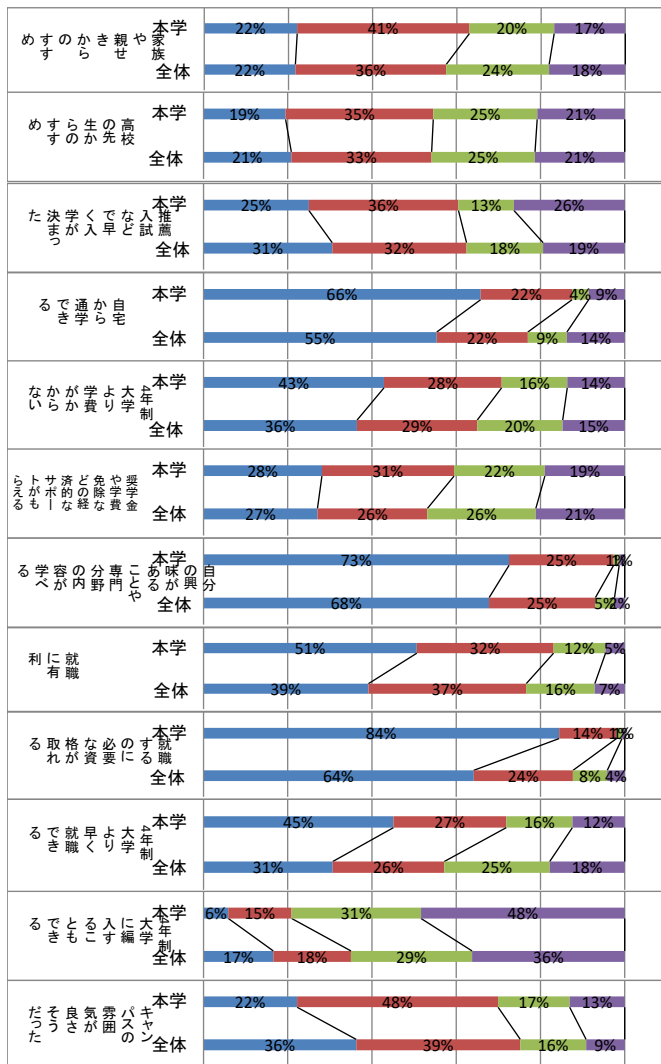 家族や親せきからのすすめ
本学 22% 41% 20% 17%
全体 22% 36% 24% 18%
高校の先生からのすすめ
本学 19% 35% 25% 21%
全体 21% 33% 25% 21%
推薦入試などで早く入学が決まった
本学 25% 36% 13% 26%
全体 31% 32% 18% 19%
自宅から通学できる
本学 66% 22% 4% 9%
全体 55% 22% 9% 14%
4年制大学より学費がかからない
本学 43% 28% 16% 14%
全体 36% 29% 20% 15%
奨学金や学費免除などの経済的なサポートがもらえる
本学 28% 31% 22% 19%
全体 27% 26% 26% 21%
自分の興味があることや専門分野の内容が学べる
本学 73% 25% 1% 1%
全体 68% 25% 5% 2%
就職に有利
本学 51% 32% 12% 5%
全体 39% 37% 16% 7%
就職するのに必要な資格が取れる
本学 84% 14% 1% 1%
全体 64% 24% 8% 4%
4年制大学より早く就職できる
本学 45% 27% 16% 12%
全体 31% 26% 25% 18%
4年制大学に編入することもできる
本学 6% 15% 31% 48%
全体 17% 18% 29% 36%
キャンパスの雰囲気が良さそうだった
本学 22% 48% 17% 13%
全体 36% 39% 16% 9%